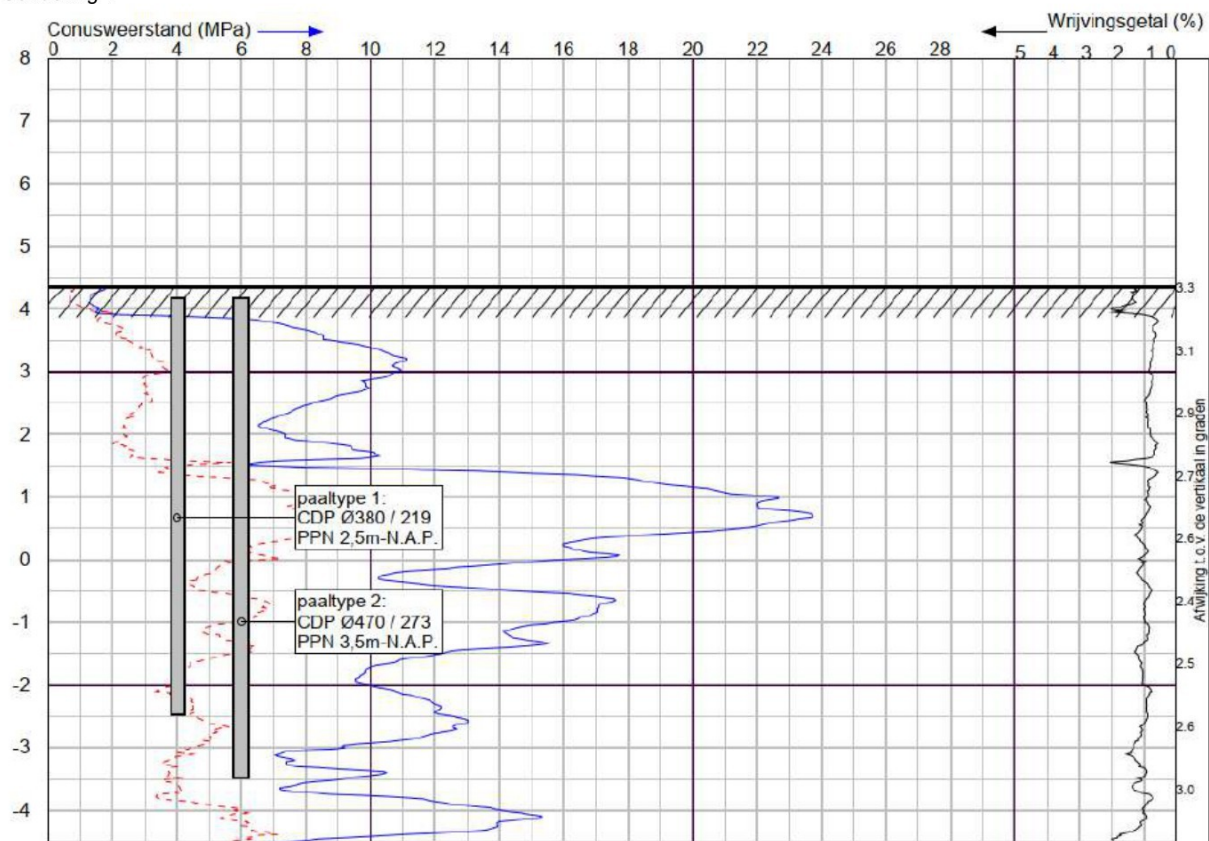 Conusweerstand (MPa)
Wrijvingsgetal (%)
0 2 4 6 8 10 12 14 16 18 20 22 24 26 28 5 4 3 2 1 0
8
7
6
5
4
3
2
1
0
-1
-2
-3
-4
paaltype 1:
CDP Ø380 / 219
PPN 2,5m-N.A.P.
paaltype 2:
CDP Ø470 / 273
PPN 3,5m-N.A.P.
3.3
3.1
2.9
2.7
2.6
2.4
2.5
2.6
3.0
Afwijking t.o.v. de vertikaal in graden